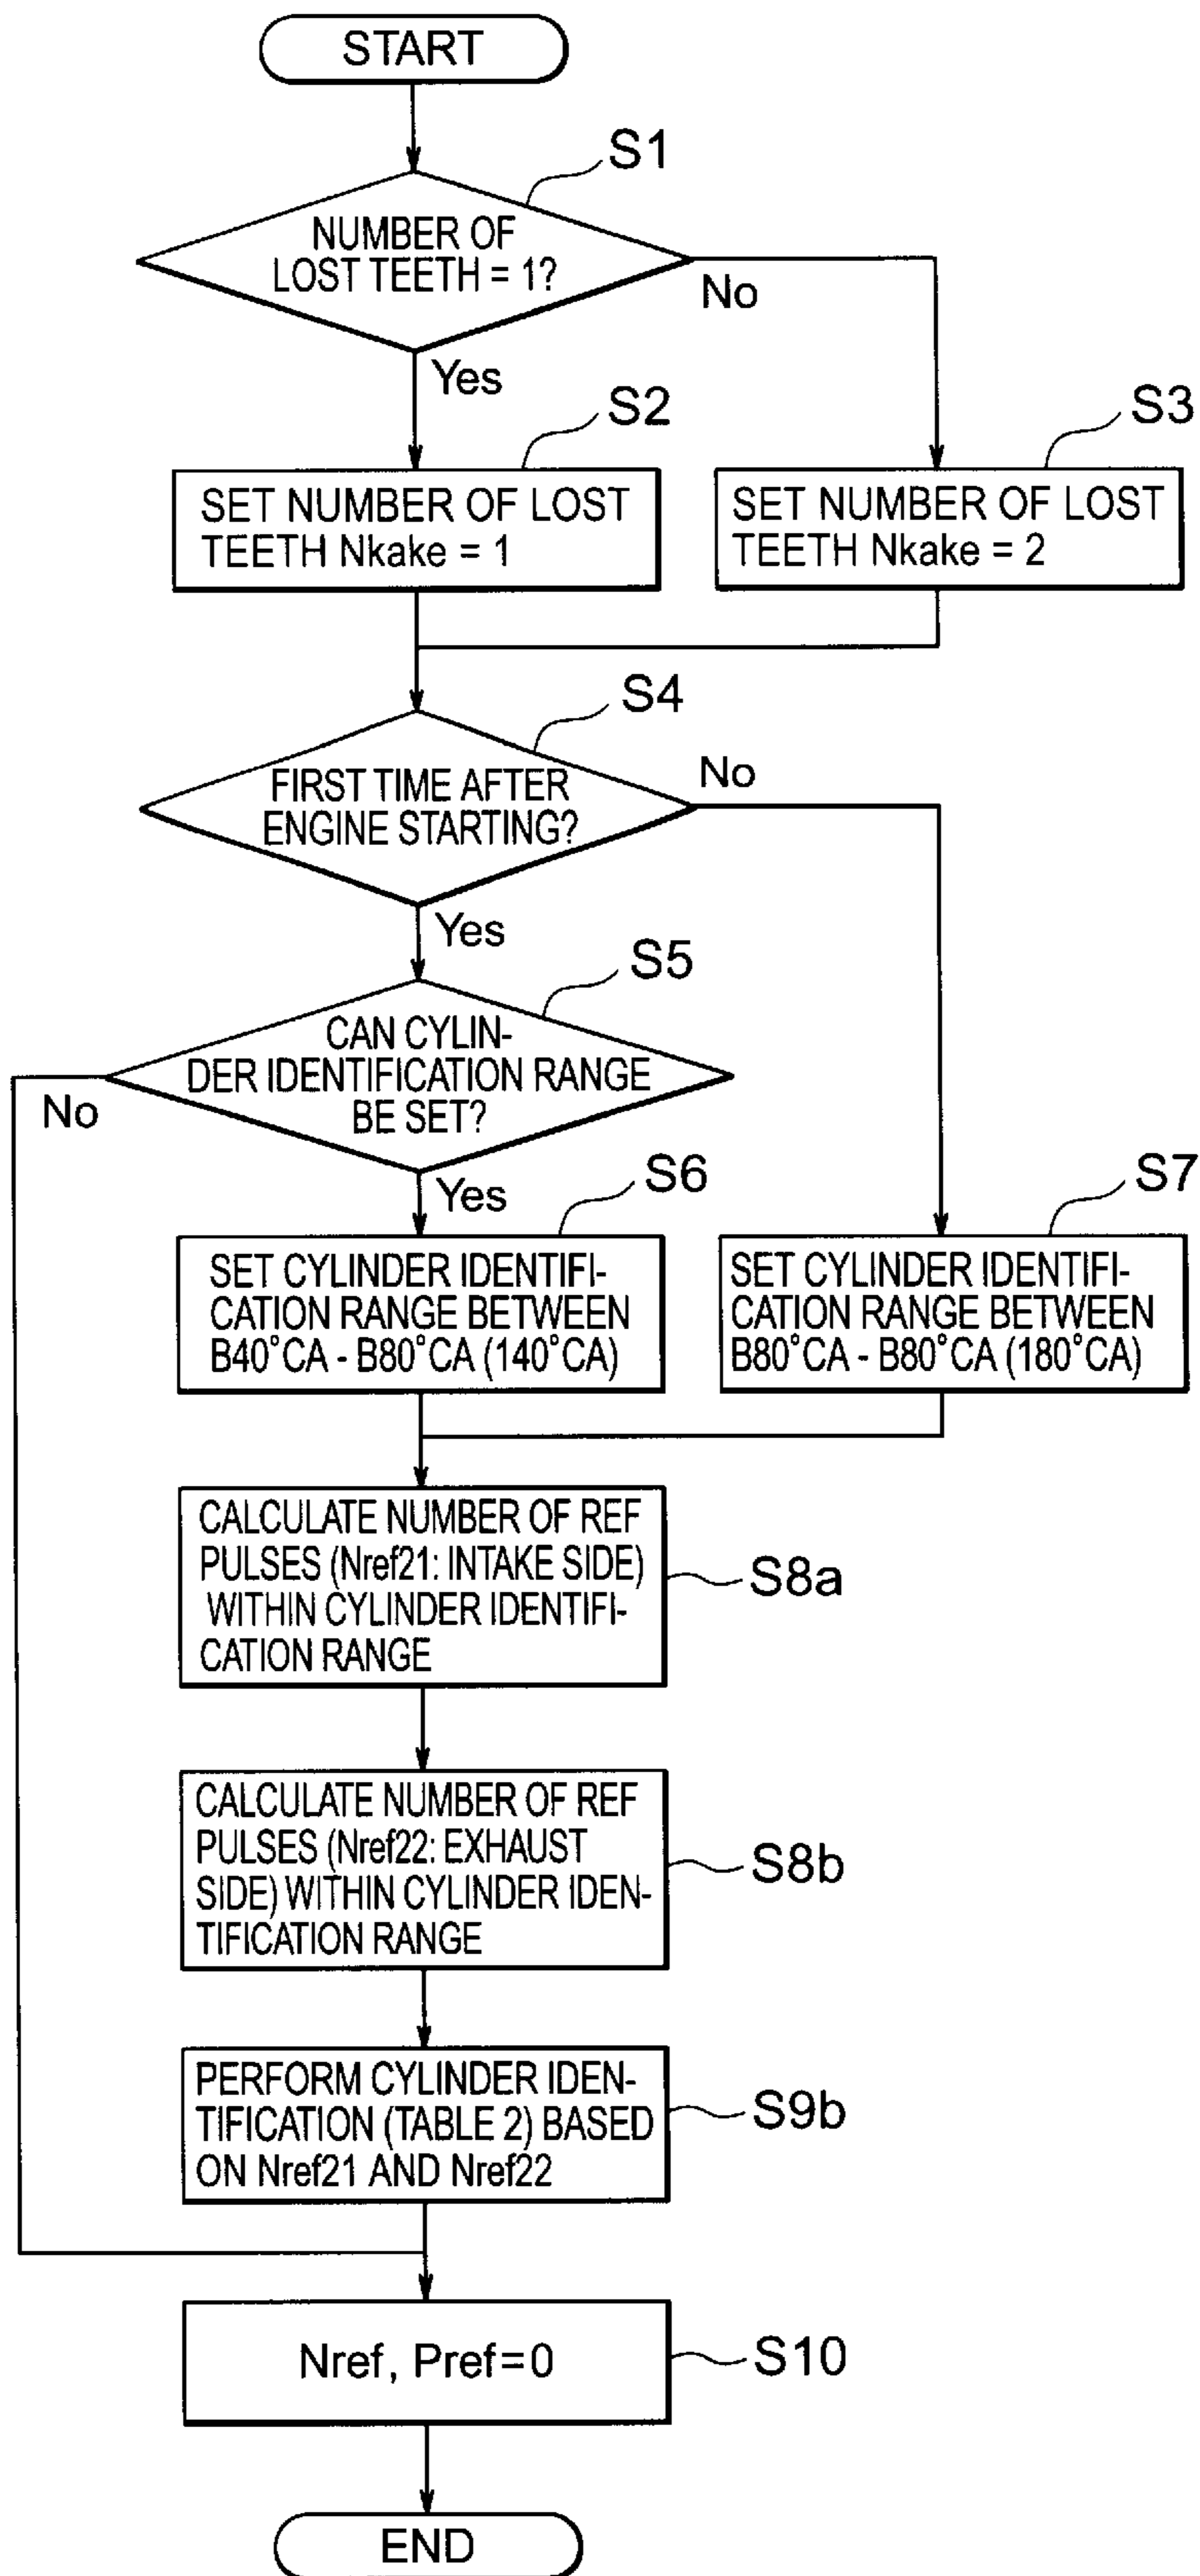 START
S1
NUMBER OF
LOST TEETH = 1?
No
Yes
S2
S3
SET NUMBER OF LOST
TEETH Nkake = 1
SET NUMBER OF LOST
TEETH Nkake = 2
S4
FIRST TIME AFTER
ENGINE STARTING?
No
Yes
S5
CAN CYLIN-
DER IDENTIFICATION RANGE
BE SET?
No
Yes
S6
S7
SET CYLINDER IDENTIFI-
CATION RANGE BETWEEN
B40°CA - B80°CA (140°CA)
SET CYLINDER IDENTIFI-
CATION RANGE BETWEEN
B80°CA - B80°CA (180°CA)
CALCULATE NUMBER OF REF
PULSES (Nref21: INTAKE SIDE)
WITHIN CYLINDER IDENTIFI-
CATION RANGE
S8a
CALCULATE NUMBER OF REF
PULSES (Nref22: EXHAUST
SIDE) WITHIN CYLINDER IDEN-
TIFICATION RANGE
S8b
PERFORM CYLINDER IDEN-
TIFICATION (TABLE 2) BASED
ON Nref21 AND Nref22
S9b
Nref, Pref=0
S10
END